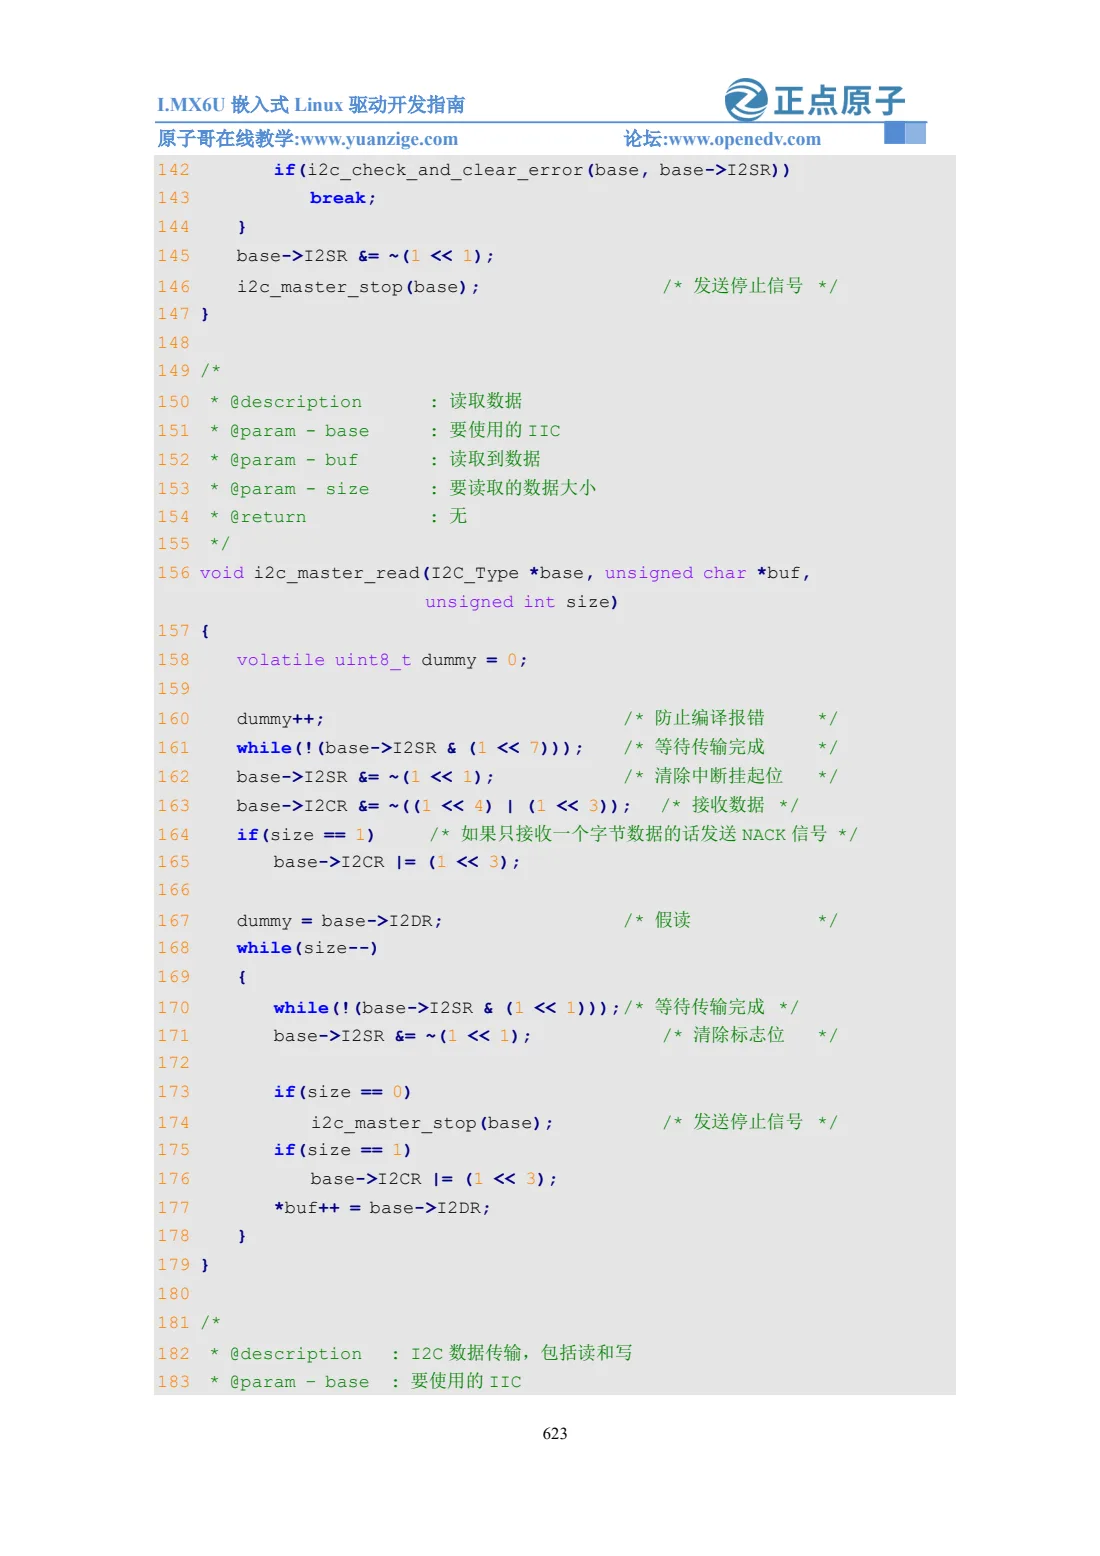 I.MX6U 嵌入式 Linux 驱动开发指南
正点原子
原子哥在线教学:www.yuanzige.com 论坛:www.openedv.com
142 if(i2c_check_and_clear_error(base, base->I2SR))
143 break;
144 }
145 base->I2SR &= ~(1 << 1);
146 i2c_master_stop(base); /* 发送停止信号 */
147 }
148
149 /*
150 * @description : 读取数据
151 * @param - base : 要使用的 IIC
152 * @param - buf : 读取到数据
153 * @param - size : 要读取的数据大小
154 * @return : 无
155 */
156 void i2c_master_read(I2C_Type *base, unsigned char *buf,
unsigned int size)
157 {
158 volatile uint8_t dummy = 0;
159
160 dummy++; /* 防止编译报错 */
161 while(!(base->I2SR & (1 << 7))); /* 等待传输完成 */
162 base->I2SR &= ~(1 << 1); /* 清除中断挂起位 */
163 base->I2CR &= ~((1 << 4) | (1 << 3)); /* 接收数据 */
164 if(size == 1) /* 如果只接收一个字节数据的话发送 NACK 信号 */
165 base->I2CR |= (1 << 3);
166
167 dummy = base->I2DR; /* 假读 */
168 while(size--)
169 {
170 while(!(base->I2SR & (1 << 1)));/* 等待传输完成 */
171 base->I2SR &= ~(1 << 1); /* 清除标志位 */
172
173 if(size == 0)
174 i2c_master_stop(base); /* 发送停止信号 */
175 if(size == 1)
176 base->I2CR |= (1 << 3);
177 *buf++ = base->I2DR;
178 }
179 }
180
181 /*
182 * @description : I2C 数据传输，包括读和写
183 * @param – base : 要使用的 IIC
623